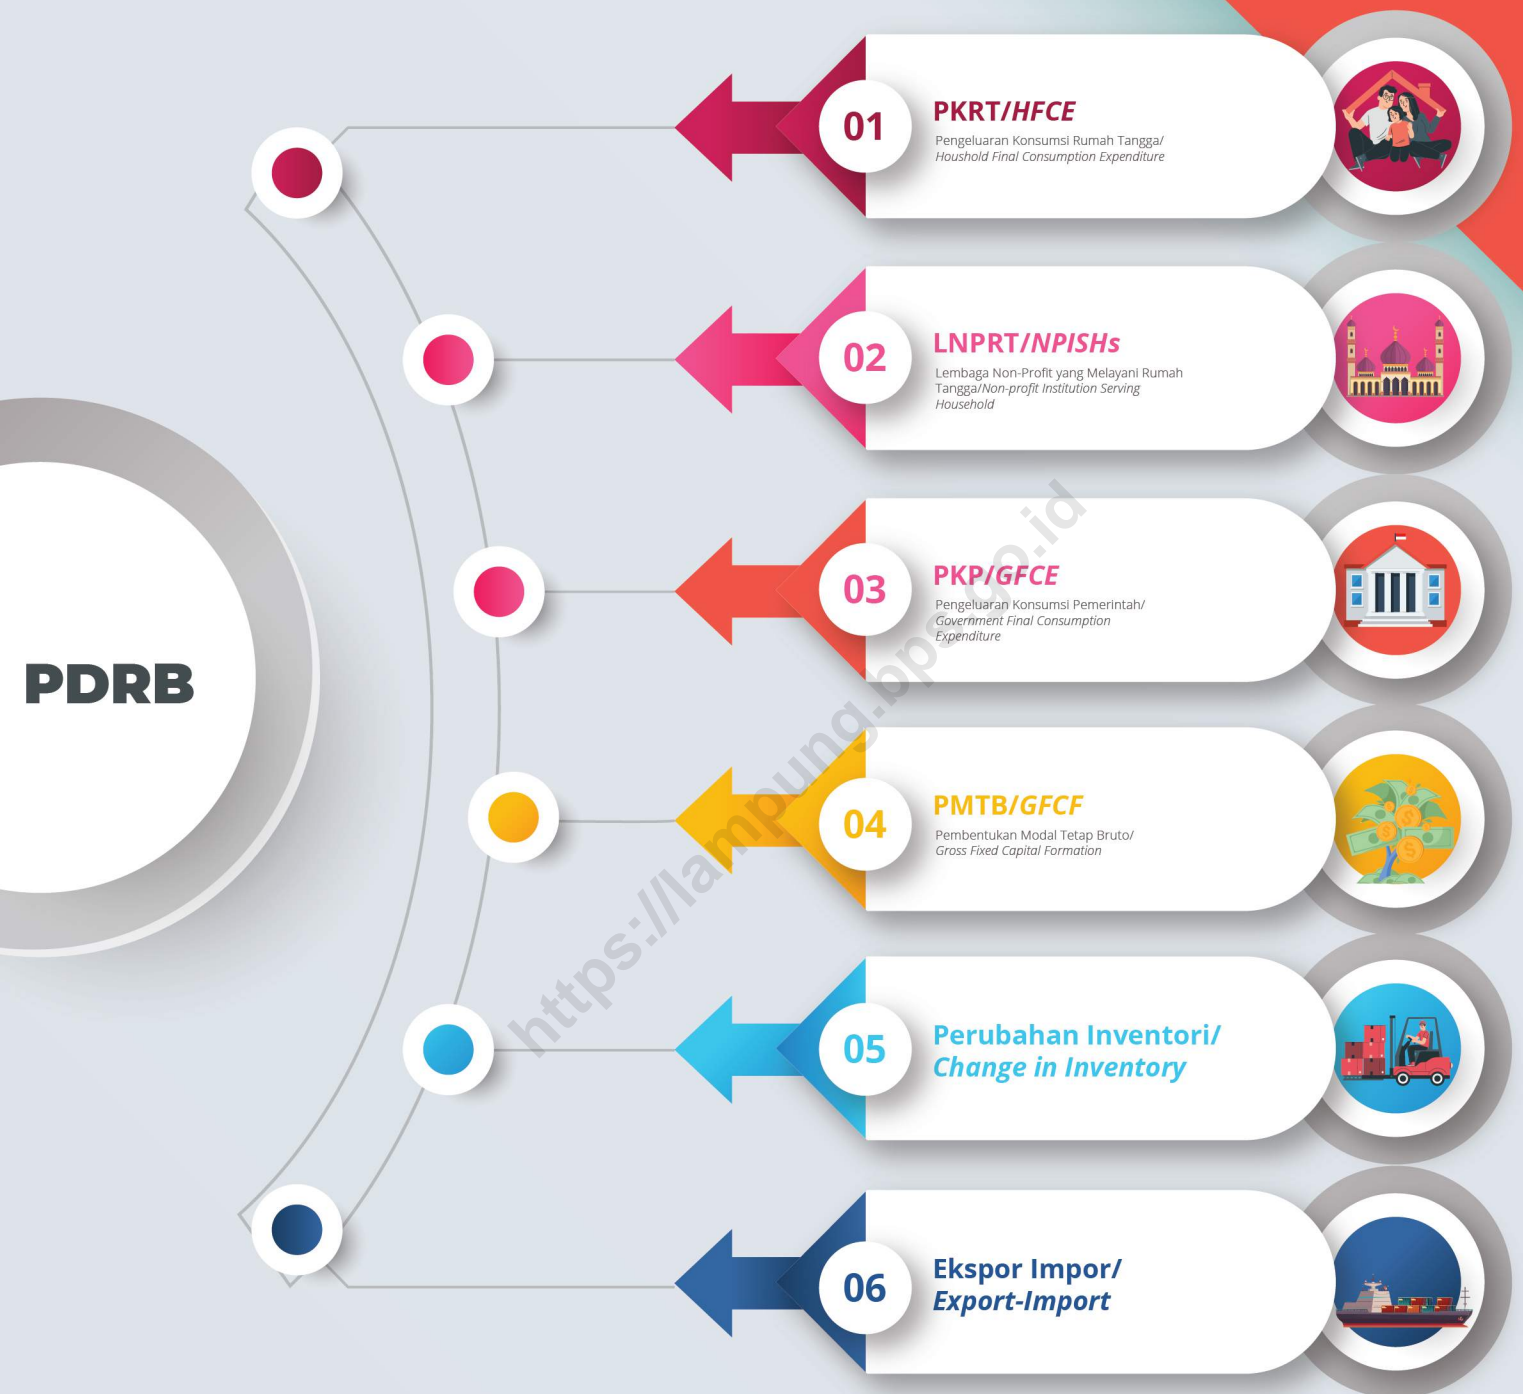 PDRB
01
PKRT/HFCE
Pengeluaran Konsumsi Rumah Tangga/
Houshold Final Consumption Expenditure
02
LNPRT/NPISHs
Lembaga Non-Profit yang Melayani Rumah
Tangga/Non-profit Institution Serving
Household
03
PKP/GFCE
Pengeluaran Konsumsi Pemerintah/
Government Final Consumption
Expenditure
04
PMTB/GFCF
Pembentukan Modal Tetap Bruto/
Gross Fixed Capital Formation
05
Perubahan Inventori/
Change in Inventory
06
Ekspor Impor/
Export-Import
https://lampung.bps.go.id